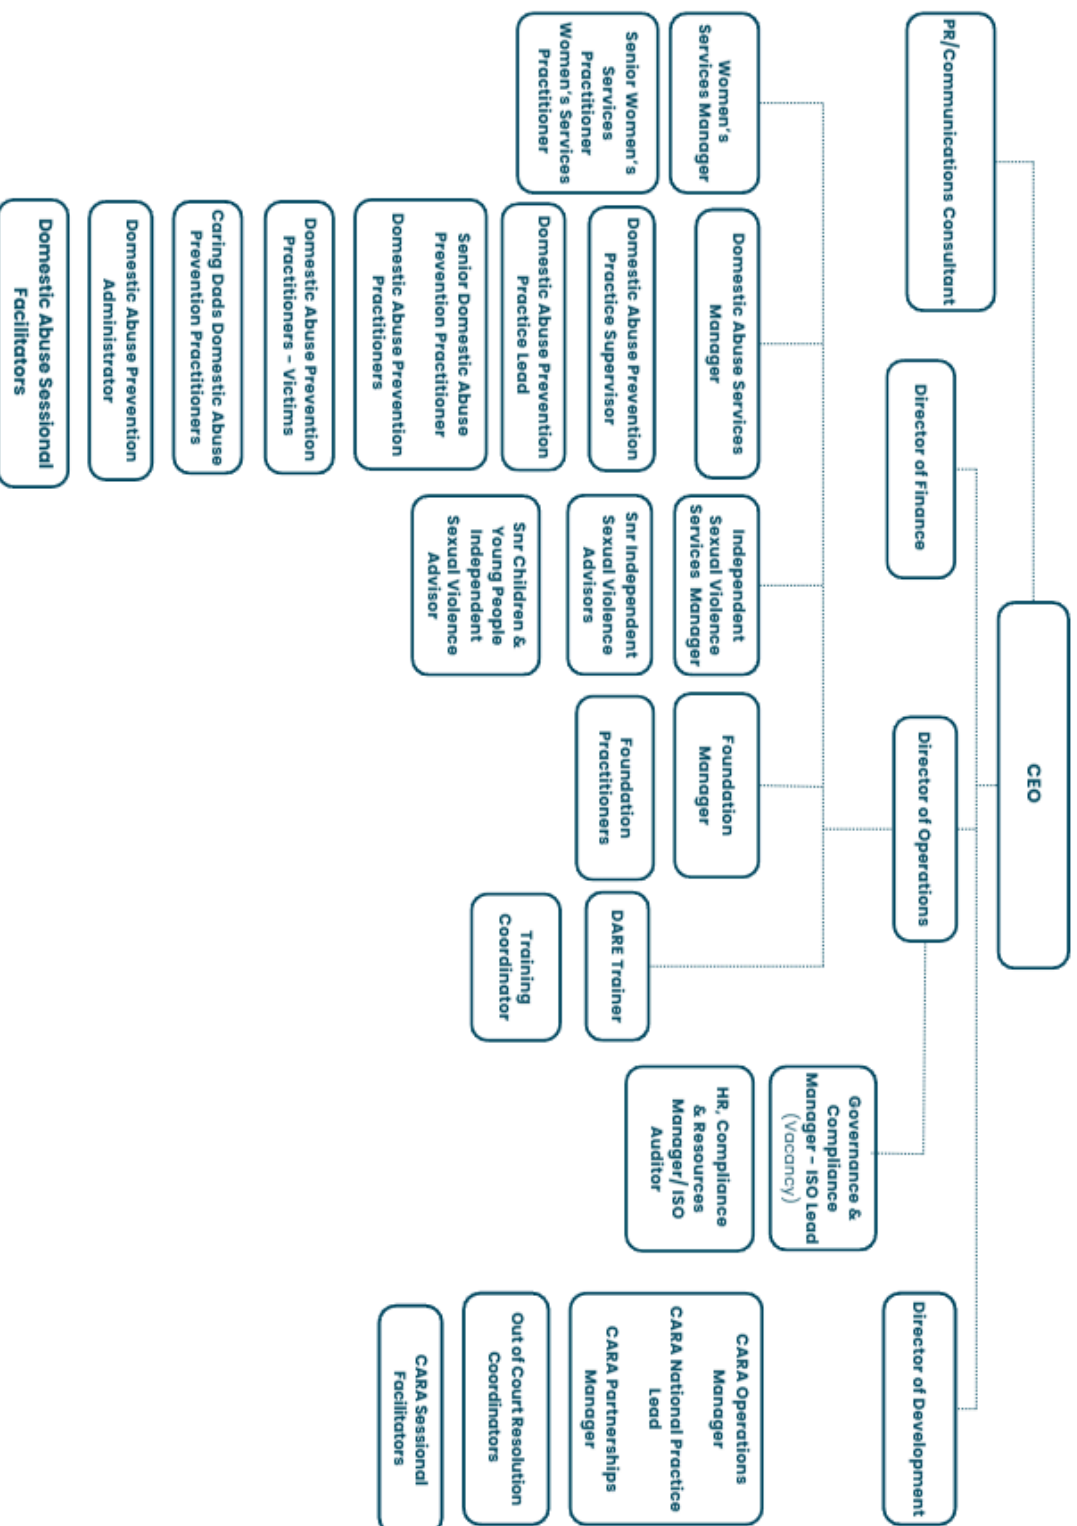 CEO
PR/Communications Consultant
Director of Finance
Director of Operations
Director of Development
Women's
Services Manager
Senior Women's
Services
Practitioner
Women's Services
Practitioner
Domestic Abuse Services
Manager
Domestic Abuse Prevention
Practice Supervisor
Domestic Abuse Prevention
Practice Lead
Senior Domestic Abuse
Prevention Practitioner
Domestic Abuse Prevention
Practitioners
Domestic Abuse Prevention
Practitioners - Victims
Caring Dads Domestic Abuse
Prevention Practitioners
Domestic Abuse Prevention
Administrator
Domestic Abuse Sessional
Facilitators
Independent
Sexual Violence
Services Manager
Snr Independent
Sexual Violence
Advisors
Snr Children &
Young People
Independent
Sexual Violence
Advisor
Foundation
Manager
Foundation
Practitioners
DARE Trainer
Training
Coordinator
Governance &
Compliance
Manager - ISO Lead
(Vacancy)
HR, Compliance
& Resources
Manager/ ISO
Auditor
CARA Operations
Manager
CARA National Practice
Lead
CARA Partnerships
Manager
Out of Court Resolution
Coordinators
CARA Sessional
Facilitators